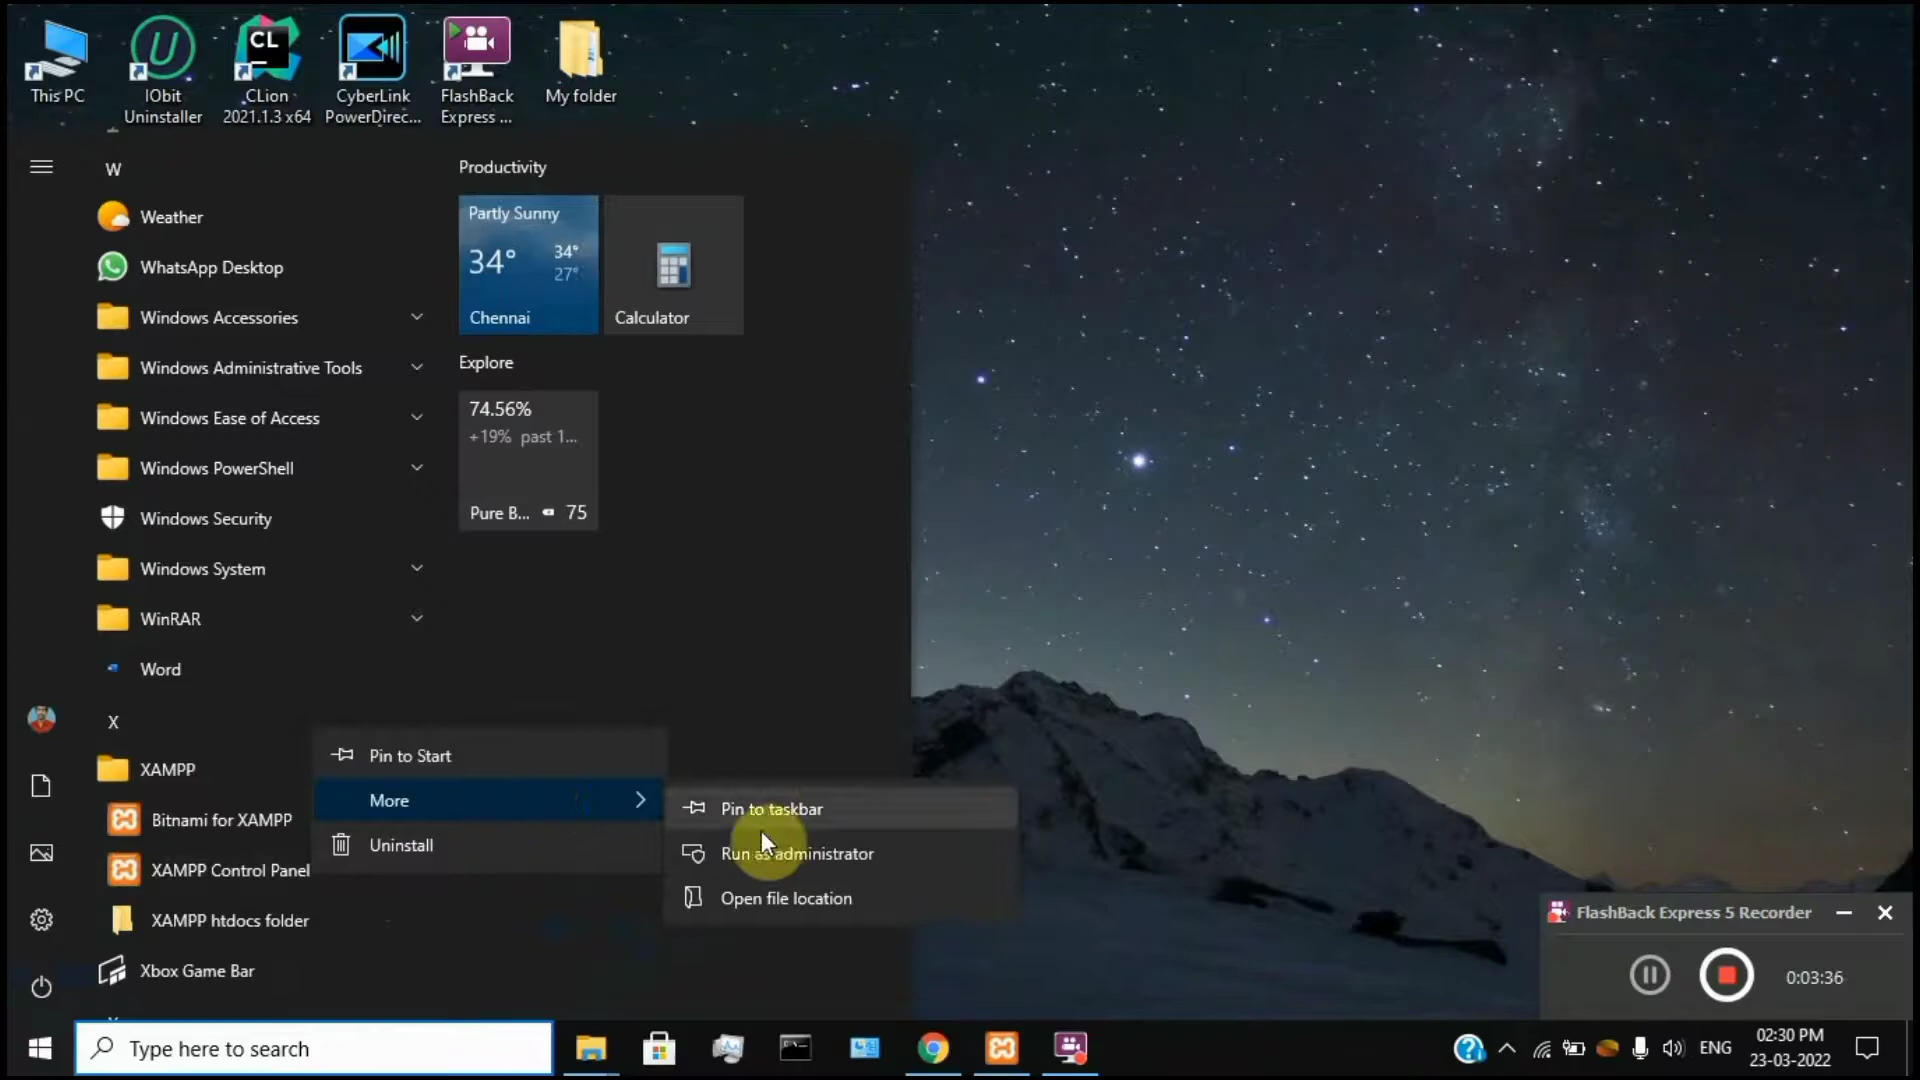 This PC
IObit
Uninstaller
CL
CLion
2021.1.3 x64
CyberLink
PowerDirec...
FlashBack
Express ...
My folder
W
Weather
WhatsApp Desktop
Windows Accessories
Windows Administrative Tools
Windows Ease of Access
Windows PowerShell
Windows Security
Windows System
WinRAR
Word
X
XAMPP
Bitnami for XAMPP
XAMPP Control Panel
XAMPP htdocs folder
Xbox Game Bar
Productivity
Partly Sunny
34°
34°
27°
Chennai
Calculator
Explore
74.56%
+19% past 1...
Pure B... 75
Pin to Start
More
Uninstall
Pin to taskbar
Run as administrator
Open file location
FlashBack Express 5 Recorder
0:03:36
Type here to search
ENG
02:30 PM
23-03-2022